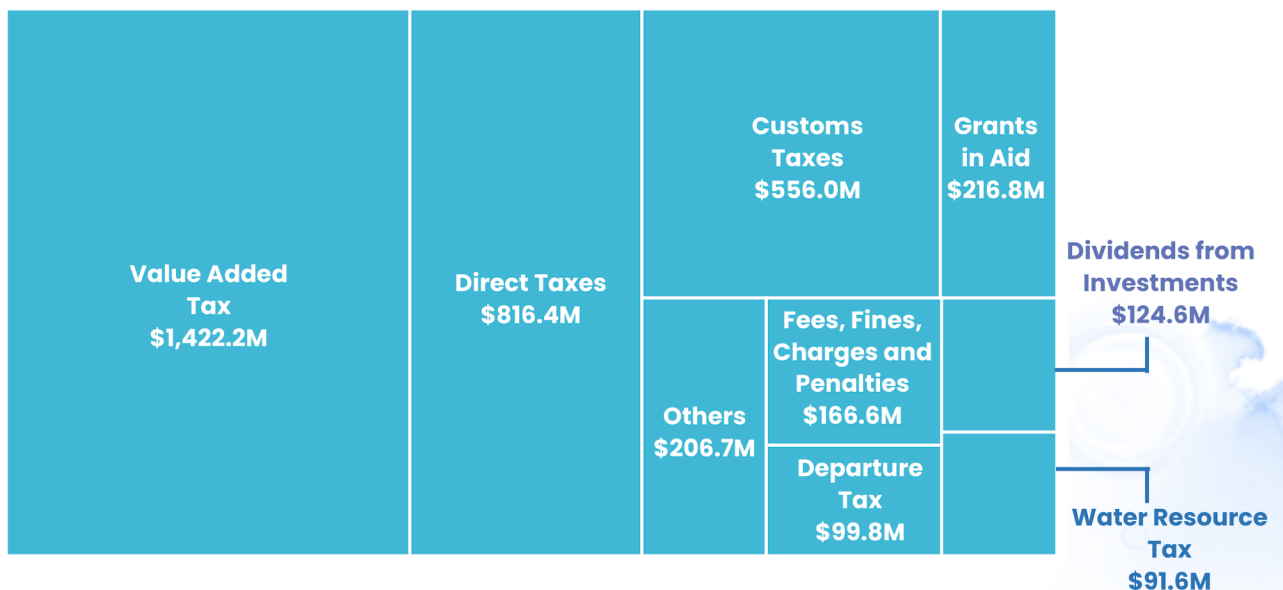 Value Added
Tax
$1,422.2M
Direct Taxes
$816.4M
Customs
Taxes
$556.0M
Grants
in Aid
$216.8M
Others
$206.7M
Fees, Fines,
Charges and
Penalties
$166.6M
Departure
Tax
$99.8M
Dividends from
Investments
$124.6M
Water Resource
Tax
$91.6M